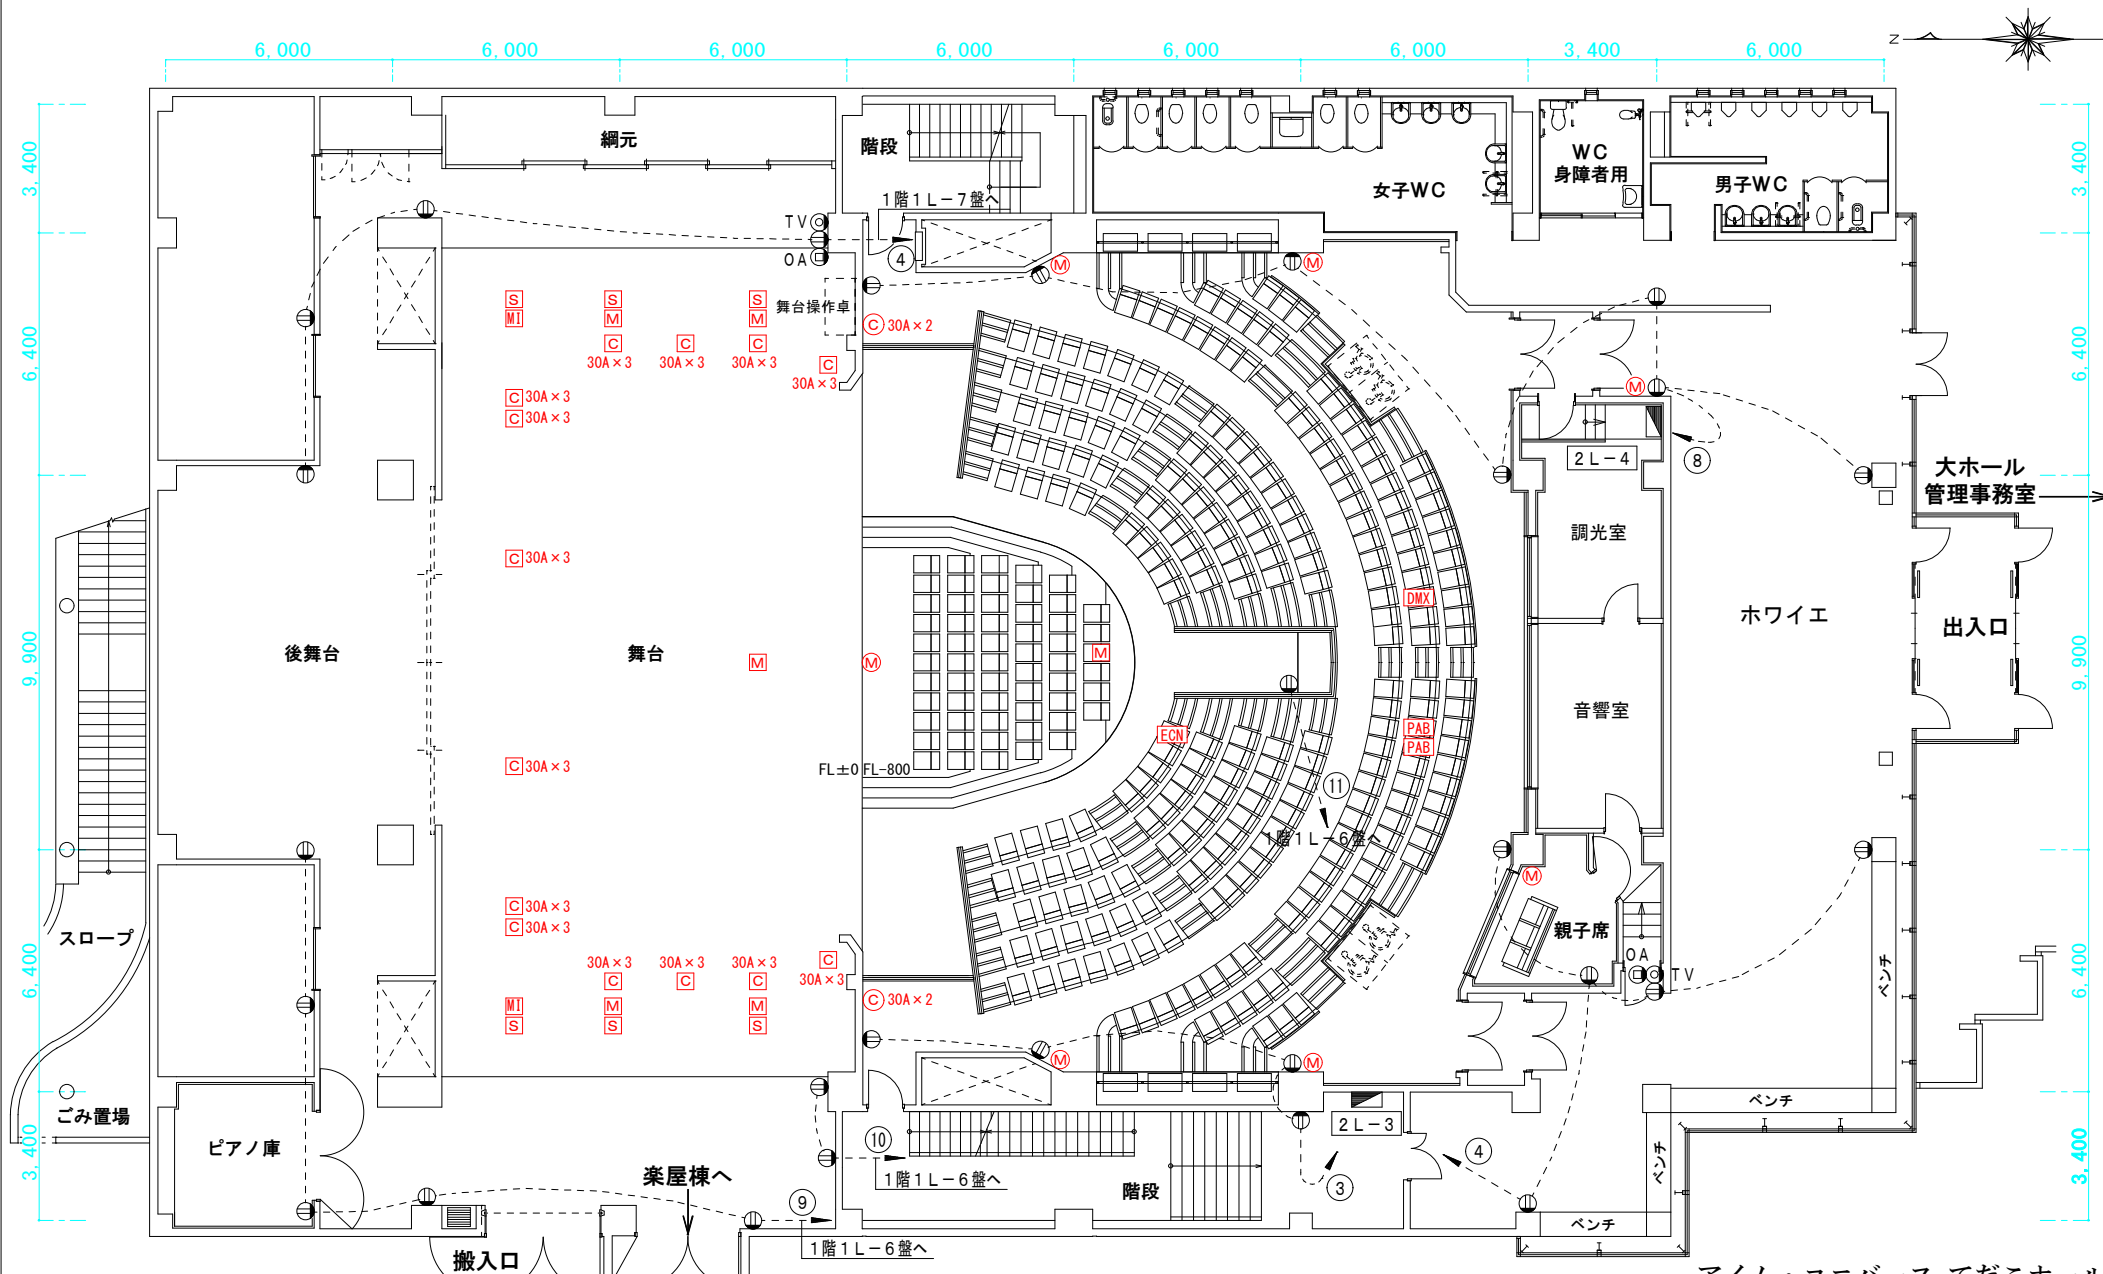 6,000
6,000
6,000
6,000
6,000
6,000
3,400
6,000
Z
3,400
6,400
9,900
6,400
3,400
3,400
6,400
9,900
6,400
3,400
綱元
階段
1階1L-7盤へ
女子WC
WC
身障者用
男子WC
TV
OA
④
舞台操作卓
M
M
S
MI
S
M
S
M
C
30A×3
C
30A×3
C
30A×3
C
30A×3
C 30A×2
C 30A×3
C 30A×3
M
2L-4
⑧
大ホール
管理事務室
調光室
C 30A×3
DMX
ホワイエ
出入口
後舞台
舞台
M
M
M
音響室
ECN
PAB
PAB
C 30A×3
FL±0
FL-800
⑪
1階1L-6盤へ
M
C 30A×3
C 30A×3
スロープ
親子席
OA
TV
ベンチ
30A×3
C
30A×3
C
30A×3
C
C
30A×3
C 30A×2
MI
S
M
S
M
S
M
M
ごみ置場
ピアノ庫
⑩
1階1L-6盤へ
2L-3
③
④
ベンチ
ベンチ
ベンチ
楽屋棟へ
⑨
階段
1階1L-6盤へ
搬入口